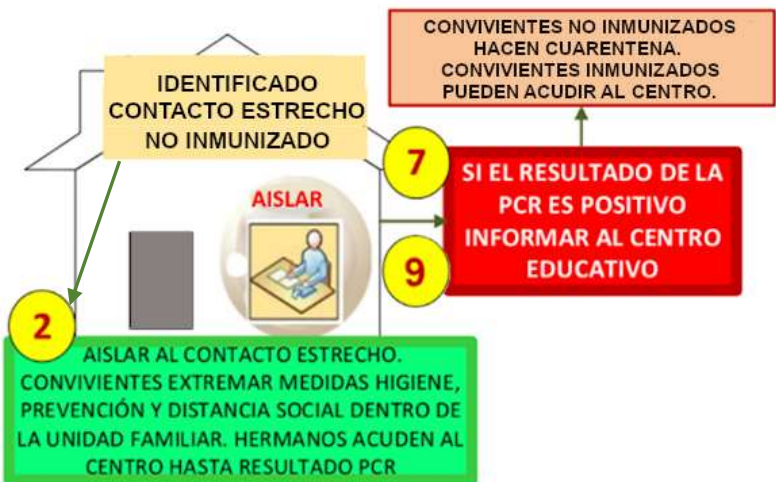 CONVIVIENTES NO INMUNIZADOS
HACEN CUARENTENA.
CONVIVIENTES INMUNIZADOS
PUEDEN ACUDIR AL CENTRO.
IDENTIFICADO
CONTACTO ESTRECHO
NO INMUNIZADO
7
SI EL RESULTADO DE LA
PCR ES POSITIVO
INFORMAR AL CENTRO
EDUCATIVO
AISLAR
9
2
AISLAR AL CONTACTO ESTRECHO.
CONVIVIENTES EXTREMAR MEDIDAS HIGIENE,
PREVENCIÓN Y DISTANCIA SOCIAL DENTRO DE
LA UNIDAD FAMILIAR. HERMANOS ACUDEN AL
CENTRO HASTA RESULTADO PCR